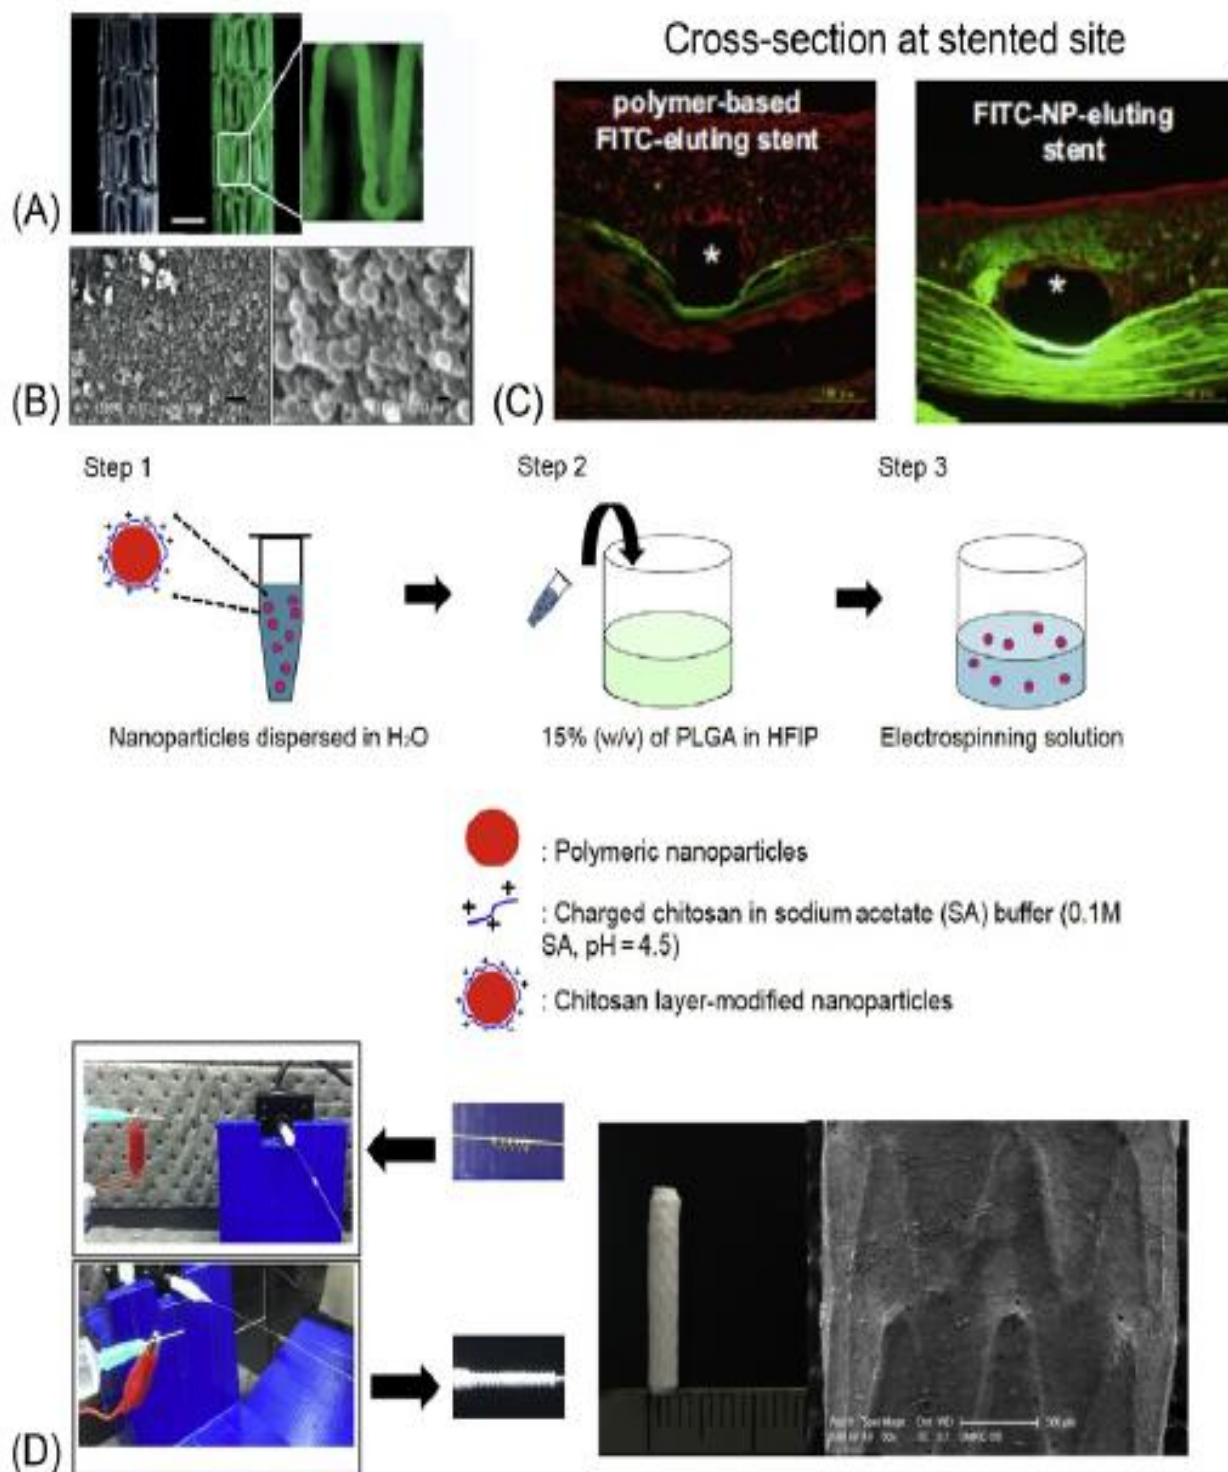 Cross-section at stented site
polymer-based
FITC-eluting stent
FITC-NP-eluting
stent
(A)
(B)
(C)
Step 1
Step 2
Step 3
Nanoparticles dispersed in H₂O
15% (w/v) of PLGA in HFIP
Electrospinning solution
: Polymeric nanoparticles
: Charged chitosan in sodium acetate (SA) buffer (0.1M
SA, pH = 4.5)
: Chitosan layer-modified nanoparticles
(D)